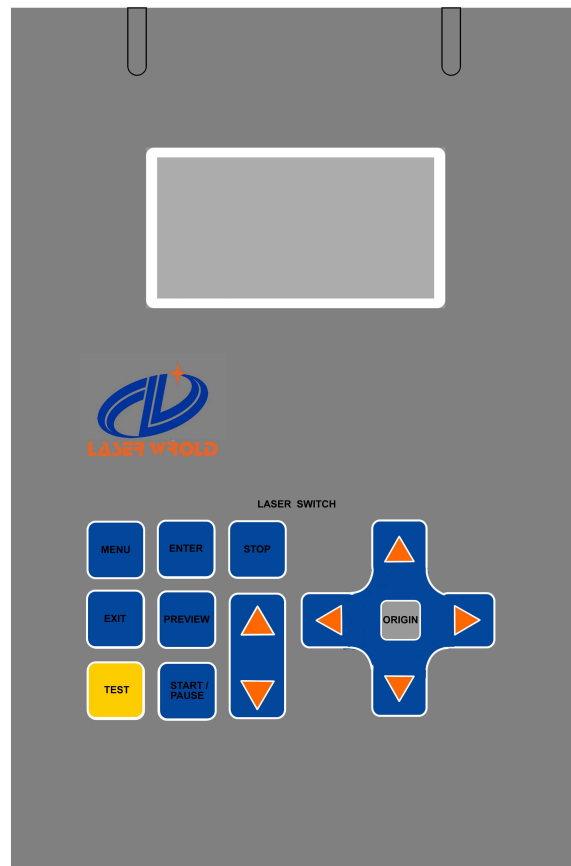 LASER WROLD
LASER SWITCH
MENU
ENTER
STOP
EXIT
PREVIEW
ORIGIN
TEST
START /
PAUSE